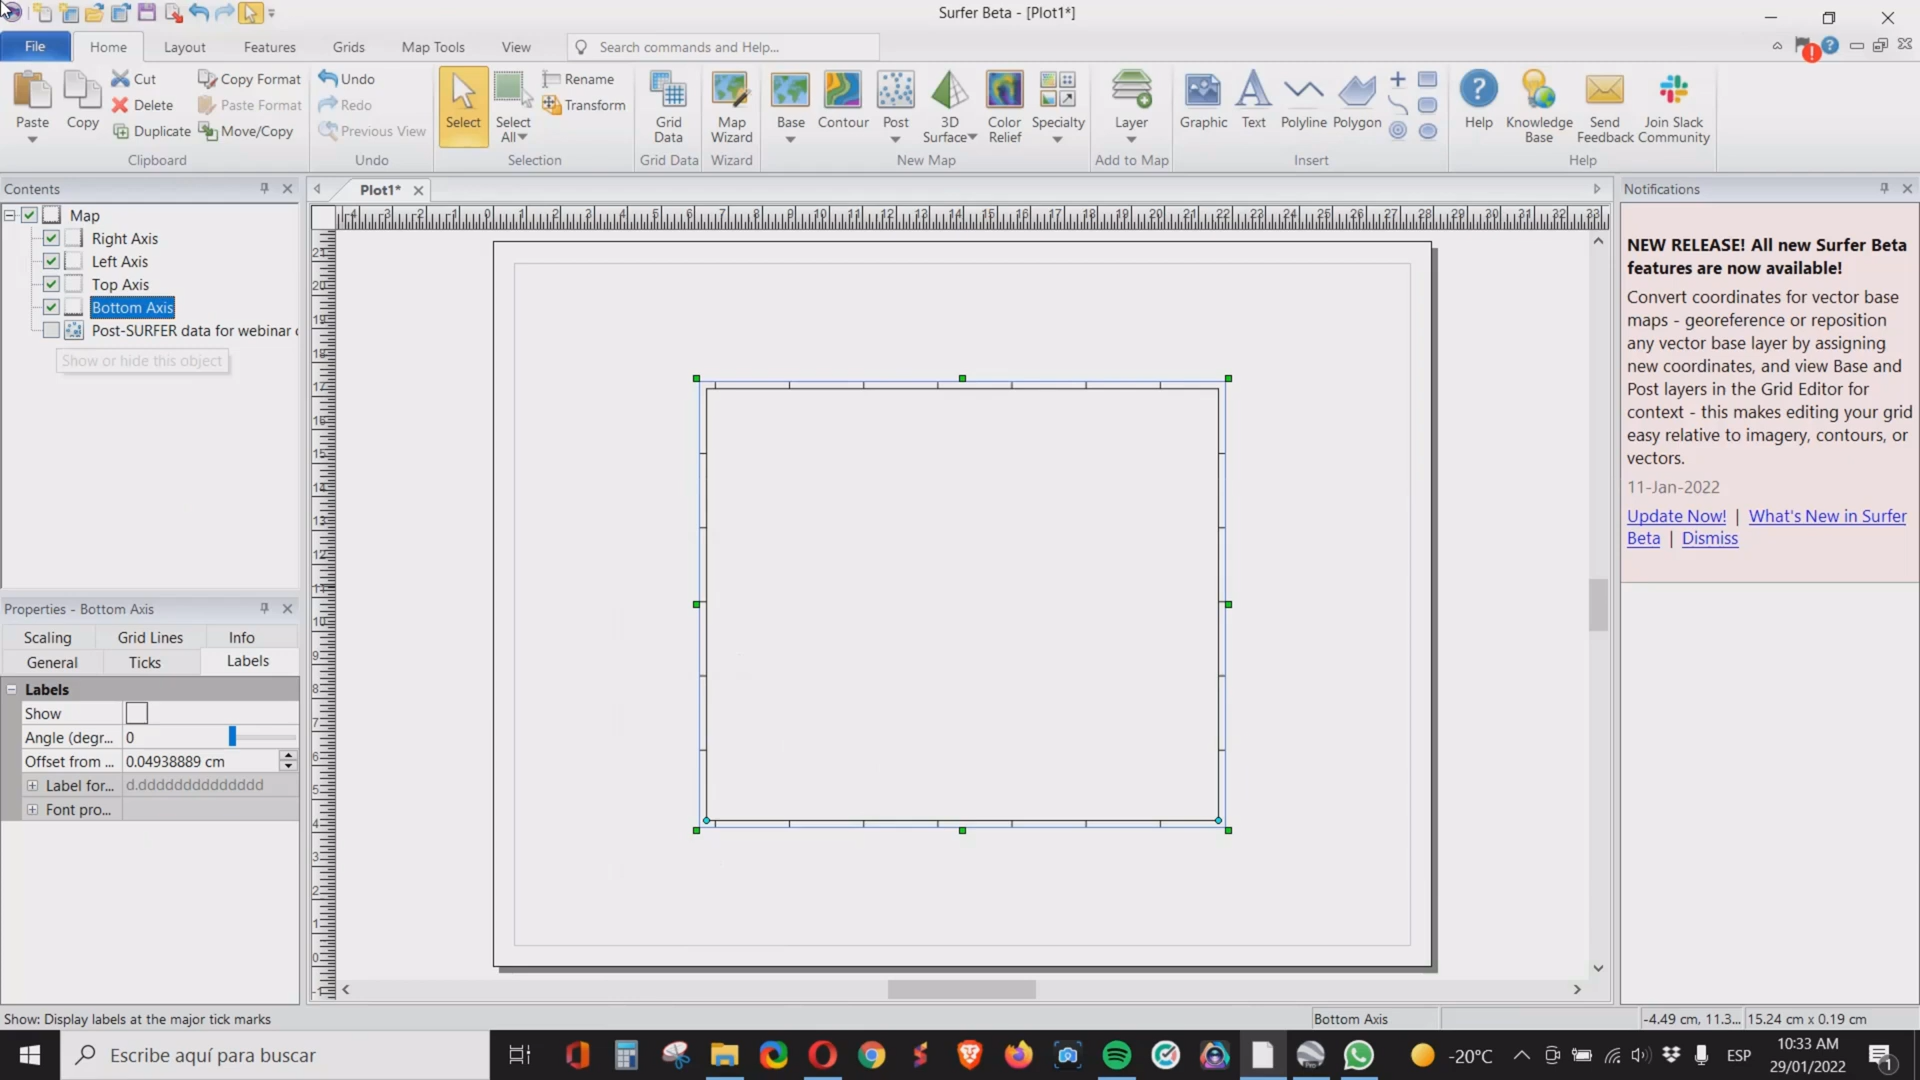 Surfer Beta - [Plot1*]
File
Home
Layout
Features
Grids
Map Tools
View
Search commands and Help...
Paste
Copy
Cut
Delete
Duplicate
Copy Format
Paste Format
Move/Copy
Clipboard
Undo
Redo
Previous View
Undo
Select
Select All
Rename
Transform
Selection
Grid Data
Grid Data
Map Wizard
Wizard
Base
Contour
Post
3D Surface
Color Relief
Specialty
New Map
Layer
Add to Map
Graphic
Text
Polyline
Polygon
Insert
Help
Knowledge Base
Send Feedback
Join Slack Community
Help
Contents
Map
Right Axis
Left Axis
Top Axis
Bottom Axis
Post-SURFER data for webinar
Show or hide this object
Plot1*
Properties - Bottom Axis
Scaling
Grid Lines
Info
General
Ticks
Labels
Labels
Show
Angle (degr... 0
Offset from ... 0.04938889 cm
Label for... d.dddddddddddddd
Font pro...
Notifications
NEW RELEASE! All new Surfer Beta
features are now available!
Convert coordinates for vector base
maps - georeference or reposition
any vector base layer by assigning
new coordinates, and view Base and
Post layers in the Grid Editor for
context - this makes editing your grid
easy relative to imagery, contours, or
vectors.
11-Jan-2022
Update Now! | What's New in Surfer
Beta | Dismiss
Show: Display labels at the major tick marks
Bottom Axis
-4.49 cm, 11.3...
15.24 cm x 0.19 cm
Escribe aquí para buscar
-20°C
ESP
10:33 AM
29/01/2022
1